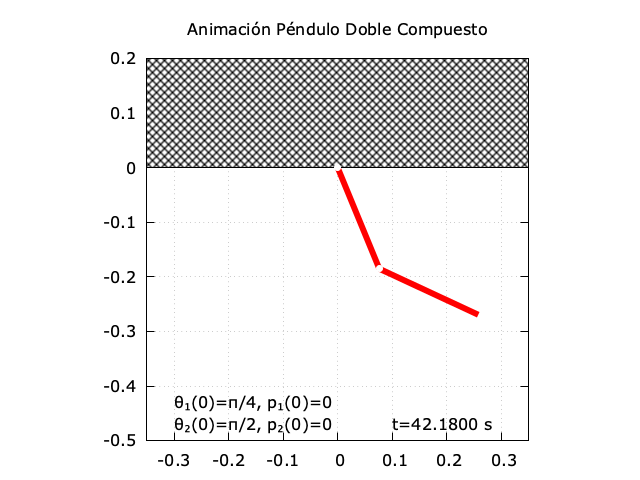 Animación Péndulo Doble Compuesto
0.2
0.1
0
-0.1
-0.2
-0.3
-0.4
-0.5
θ₁(0)=π/4, p₁(0)=0
θ₂(0)=π/2, p₂(0)=0
t=42.1800 s
-0.3 -0.2 -0.1 0 0.1 0.2 0.3